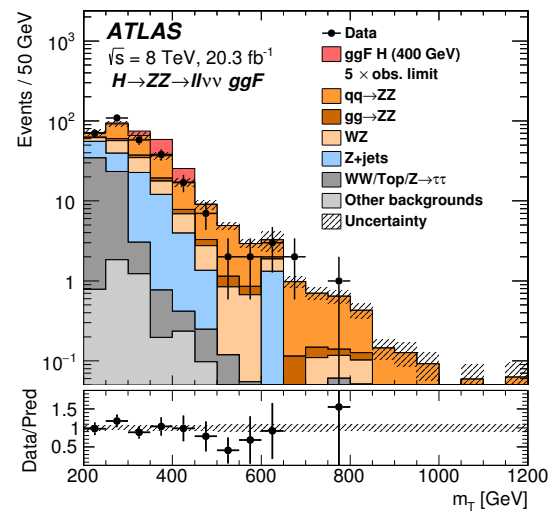 ATLAS
√s = 8 TeV, 20.3 fb⁻¹
H→ZZ→llνν ggF
Data
ggF H (400 GeV)
5 × obs. limit
qq→ZZ
gg→ZZ
WZ
Z+jets
WW/Top/Z→ττ
Other backgrounds
Uncertainty
Events / 50 GeV
10³
10²
10
1
10⁻¹
Data/Pred
1.5
1
0.5
200 400 600 800 1000 1200
m_T [GeV]